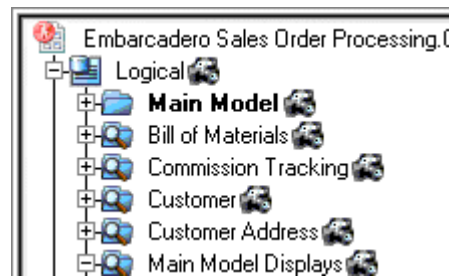 Embarcadero Sales Order Processing.
Logical
Main Model
Bill of Materials
Commission Tracking
Customer
Customer Address
Main Model Displays